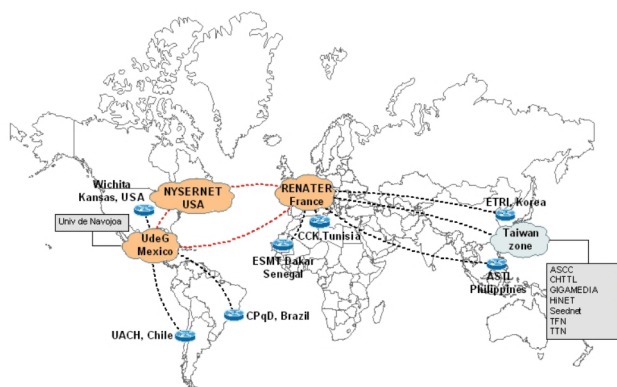 Wichita
Kansas, USA
NYSERNET
USA
RENATER
France
ETRI, Korea
Univ de Navojoa
UdeG
Mexico
CCK,Tunisia
Taiwan
zone
ESMT Dakar
Senegal
ASTI,
Philippines
ASCC
CHTTL
GIGAMEDIA
HiNET
Seednet
TFN
TTN
CPqD, Brazil
UACH, Chile